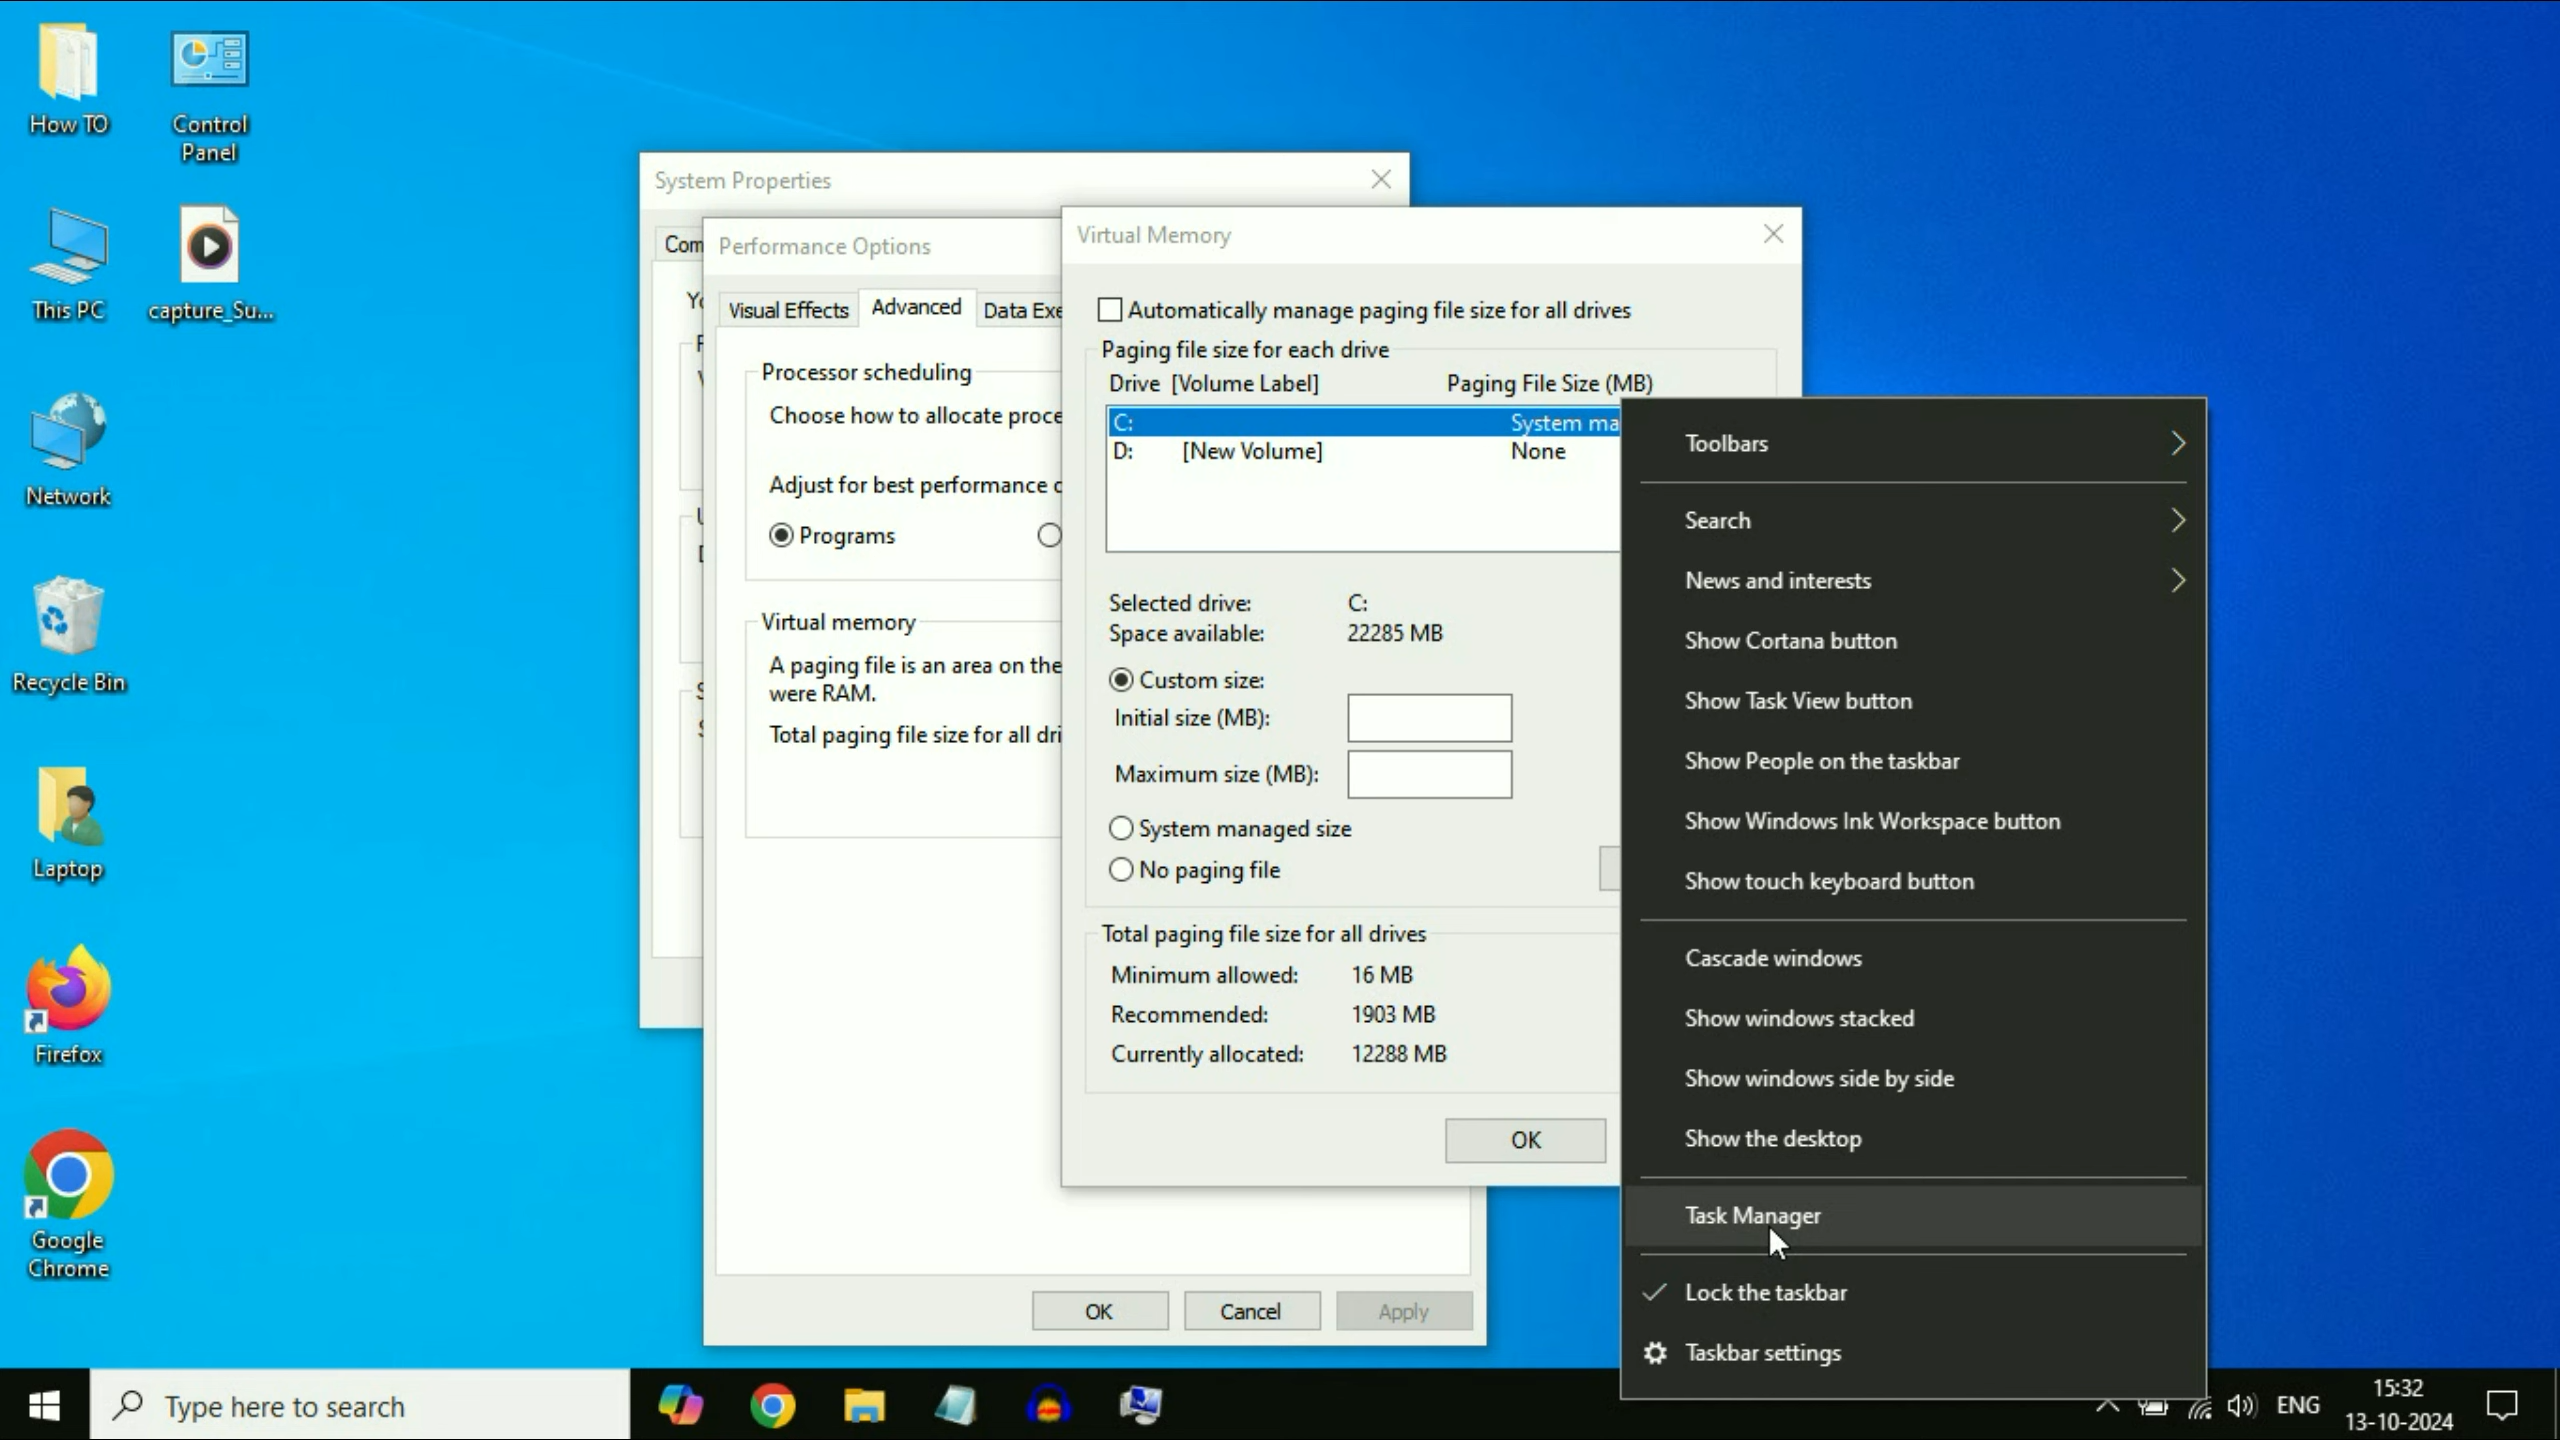 How TO
Control
Panel
This PC
capture_Su...
Network
Recycle Bin
Laptop
Firefox
Google
Chrome
System Properties
Com
Performance Options
Visual Effects
Advanced
Data Exe
Processor scheduling
Choose how to allocate proce
Adjust for best performance o
Programs
Virtual memory
A paging file is an area on the
were RAM.
Total paging file size for all dri
OK
Cancel
Apply
Virtual Memory
Automatically manage paging file size for all drives
Paging file size for each drive
Drive [Volume Label]
Paging File Size (MB)
C:
System ma
D:
[New Volume]
None
Selected drive:
C:
Space available:
22285 MB
Custom size:
Initial size (MB):
Maximum size (MB):
System managed size
No paging file
Total paging file size for all drives
Minimum allowed:
16 MB
Recommended:
1903 MB
Currently allocated:
12288 MB
OK
Toolbars
Search
News and interests
Show Cortana button
Show Task View button
Show People on the taskbar
Show Windows Ink Workspace button
Show touch keyboard button
Cascade windows
Show windows stacked
Show windows side by side
Show the desktop
Task Manager
Lock the taskbar
Taskbar settings
Type here to search
ENG
15:32
13-10-2024